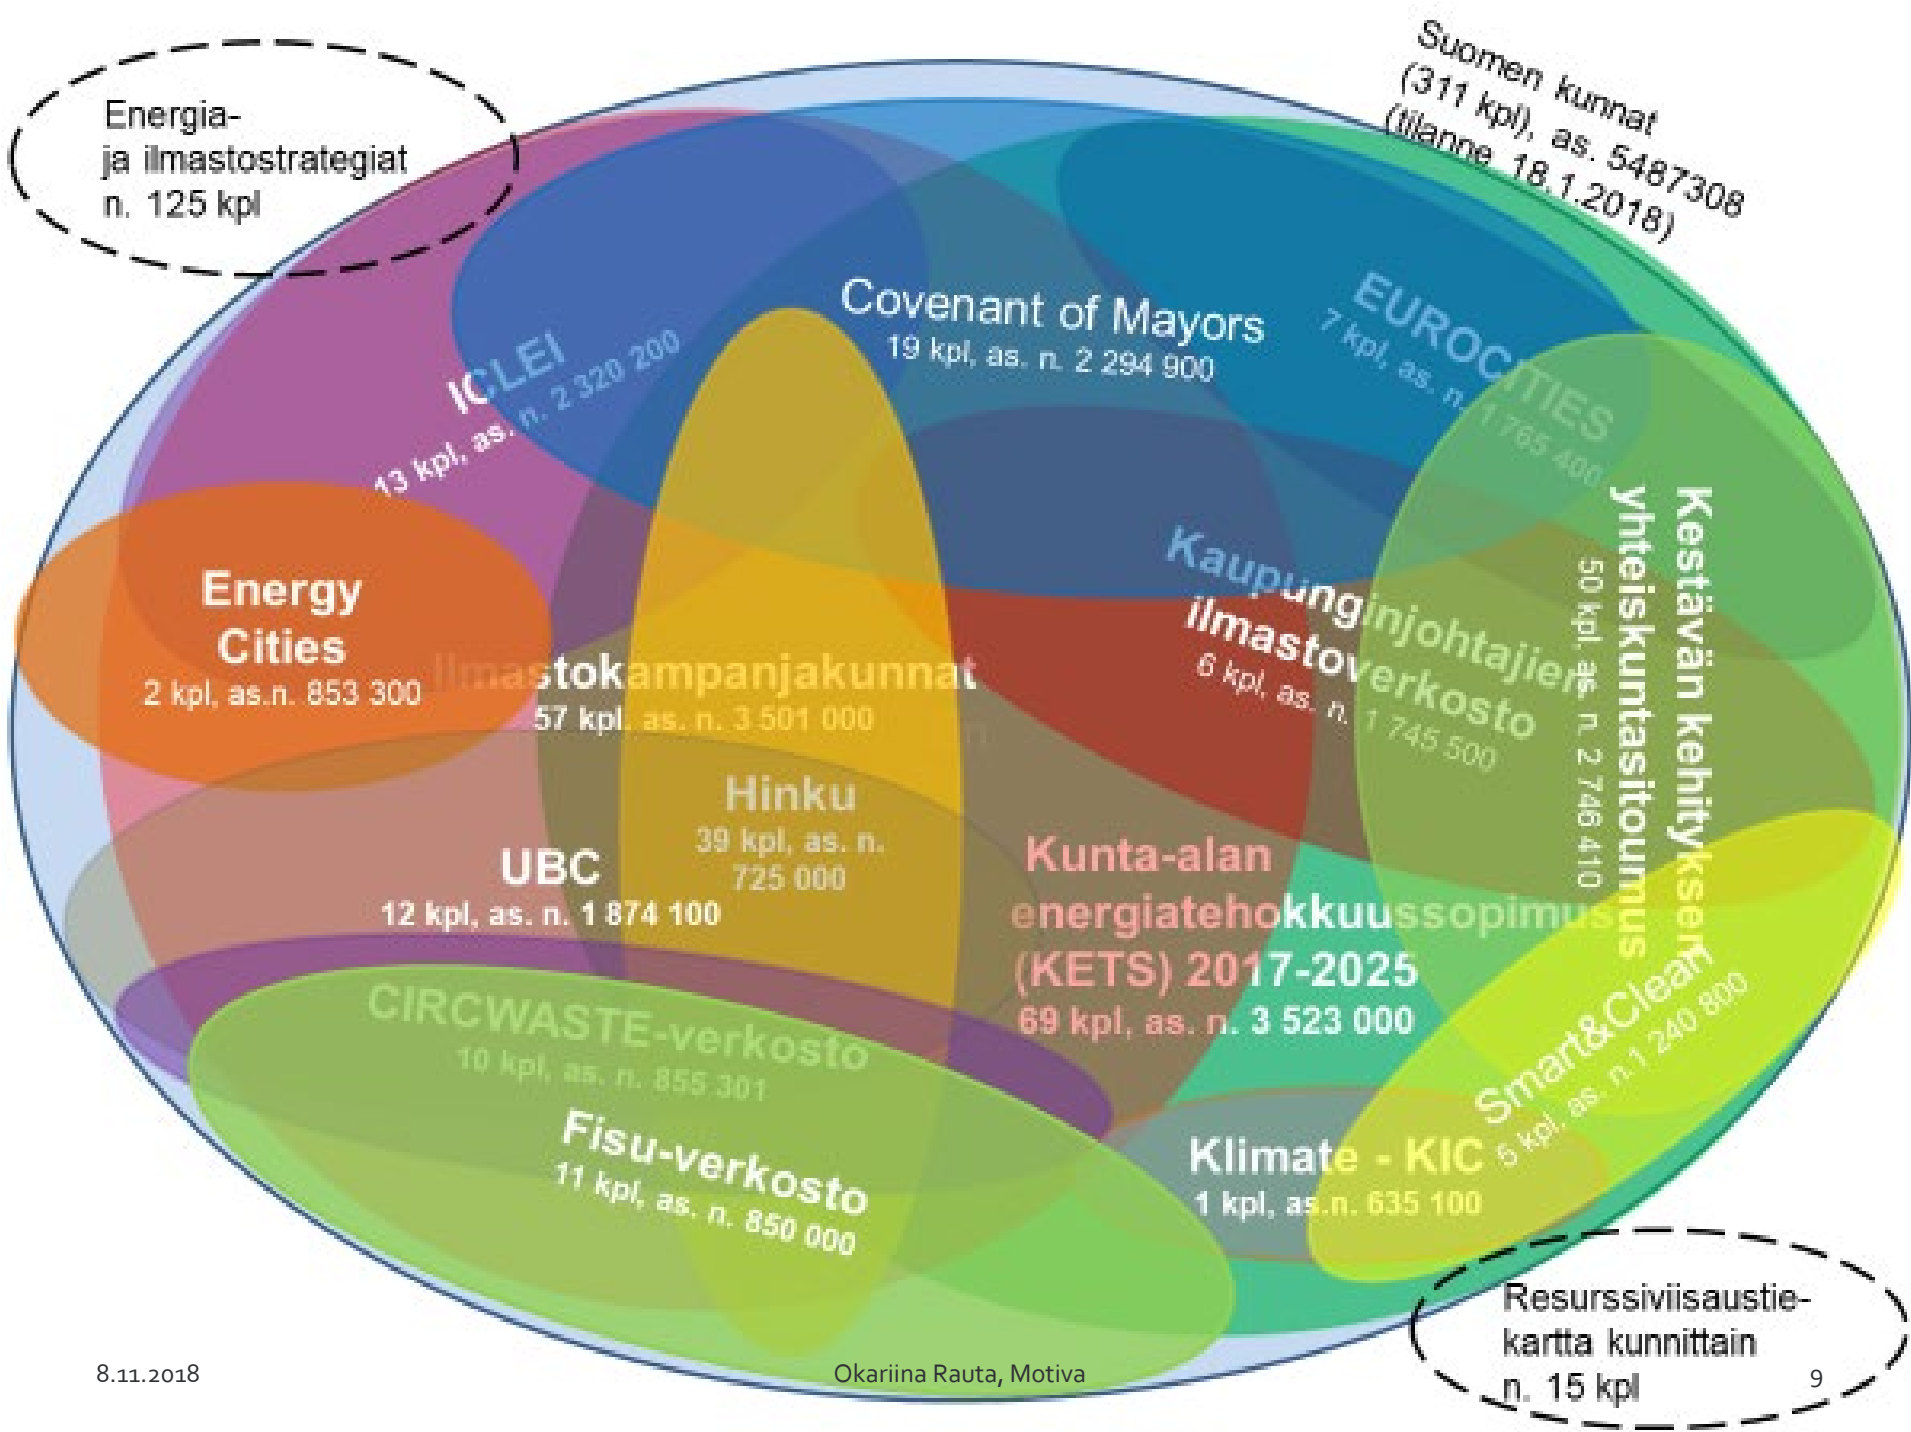 Energia-
ja ilmastostrategiat
n. 125 kpl
Suomen kunnat
(311 kpl), as. 5487308
(tilanne 18.1.2018)
Covenant of Mayors
19 kpl, as. n. 2 294 900
EUROCITIES
7 kpl, as. n. 1 765 400
ICLEI
13 kpl, as. n. 2 320 200
Energy
Cities
2 kpl, as.n. 853 300
Ilmastokampanjakunnat
57 kpl. as. n. 3 501 000
Kaupunginjohtajien
ilmastoverkosto
6 kpl, as. n. 1 745 500
Kestävän kehityksen
yhteiskuntasitoumus
50 kpl. as. n. 2 746 410
Hinku
39 kpl, as. n.
725 000
UBC
12 kpl, as. n. 1 874 100
Kunta-alan
energiatehokkuussopimus
(KETS) 2017-2025
69 kpl, as. n. 3 523 000
CIRCWASTE-verkosto
10 kpl, as. n. 855 301
Fisu-verkosto
11 kpl, as. n. 850 000
Smart&Clean
5 kpl, as. n.1 240 800
Klimate - KIC
1 kpl, as.n. 635 100
Resurssiviisaustie-
kartta kunnittain
n. 15 kpl
8.11.2018
Okariina Rauta, Motiva
9